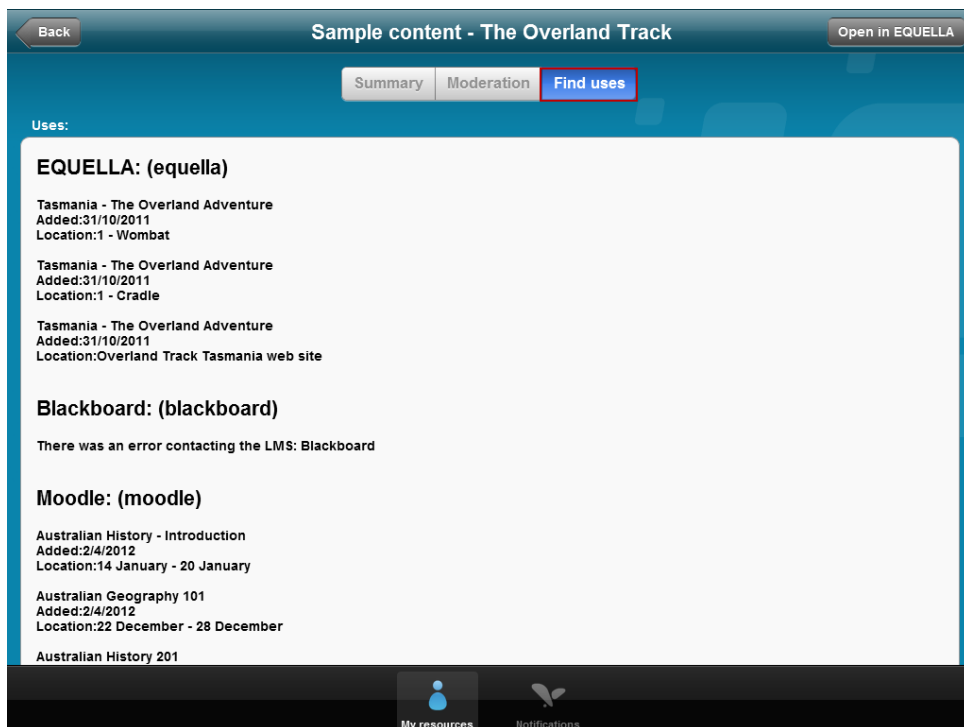 Back
Sample content - The Overland Track
Open in EQUELLA
Summary
Moderation
Find uses
Uses:
EQUELLA: (equella)
Tasmania - The Overland Adventure
Added:31/10/2011
Location:1 - Wombat
Tasmania - The Overland Adventure
Added:31/10/2011
Location:1 - Cradle
Tasmania - The Overland Adventure
Added:31/10/2011
Location:Overland Track Tasmania web site
Blackboard: (blackboard)
There was an error contacting the LMS: Blackboard
Moodle: (moodle)
Australian History - Introduction
Added:2/4/2012
Location:14 January - 20 January
Australian Geography 101
Added:2/4/2012
Location:22 December - 28 December
Australian History 201
My resources
Notifications